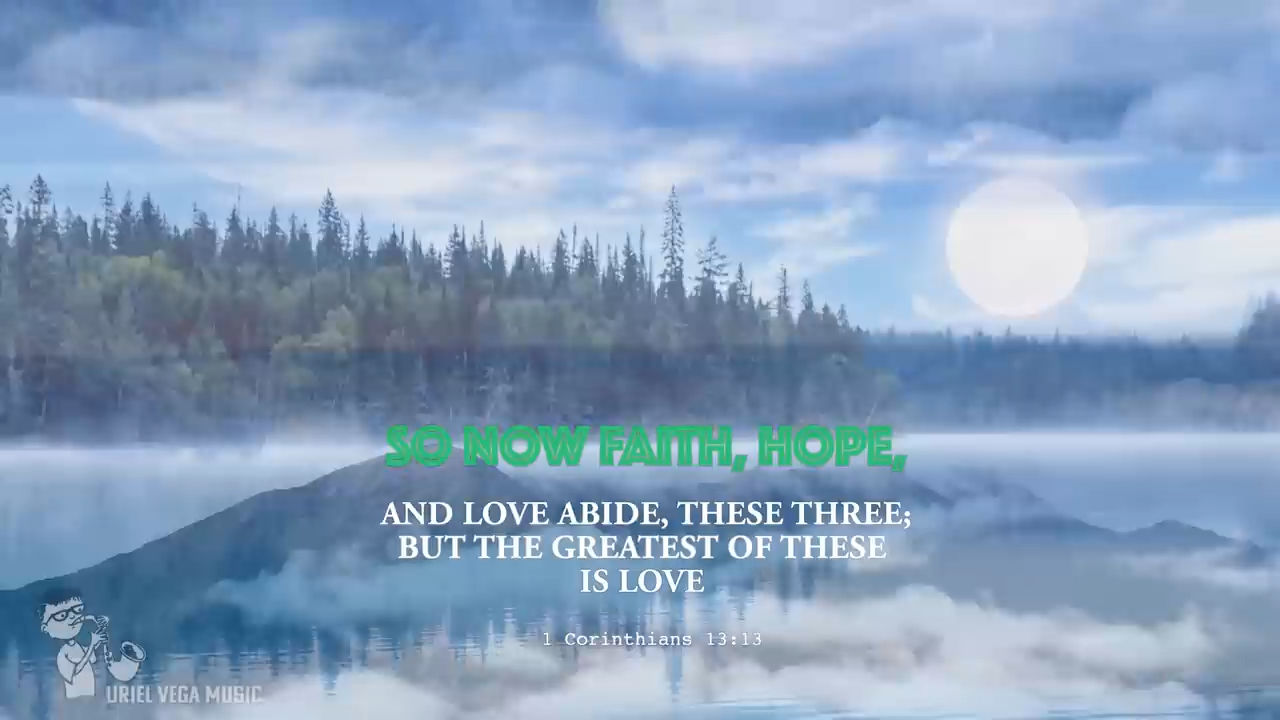 SO NOW FAITH, HOPE,
AND LOVE ABIDE, THESE THREE;
BUT THE GREATEST OF THESE
IS LOVE
1 Corinthians 13:13
URIEL VEGA MUSIC